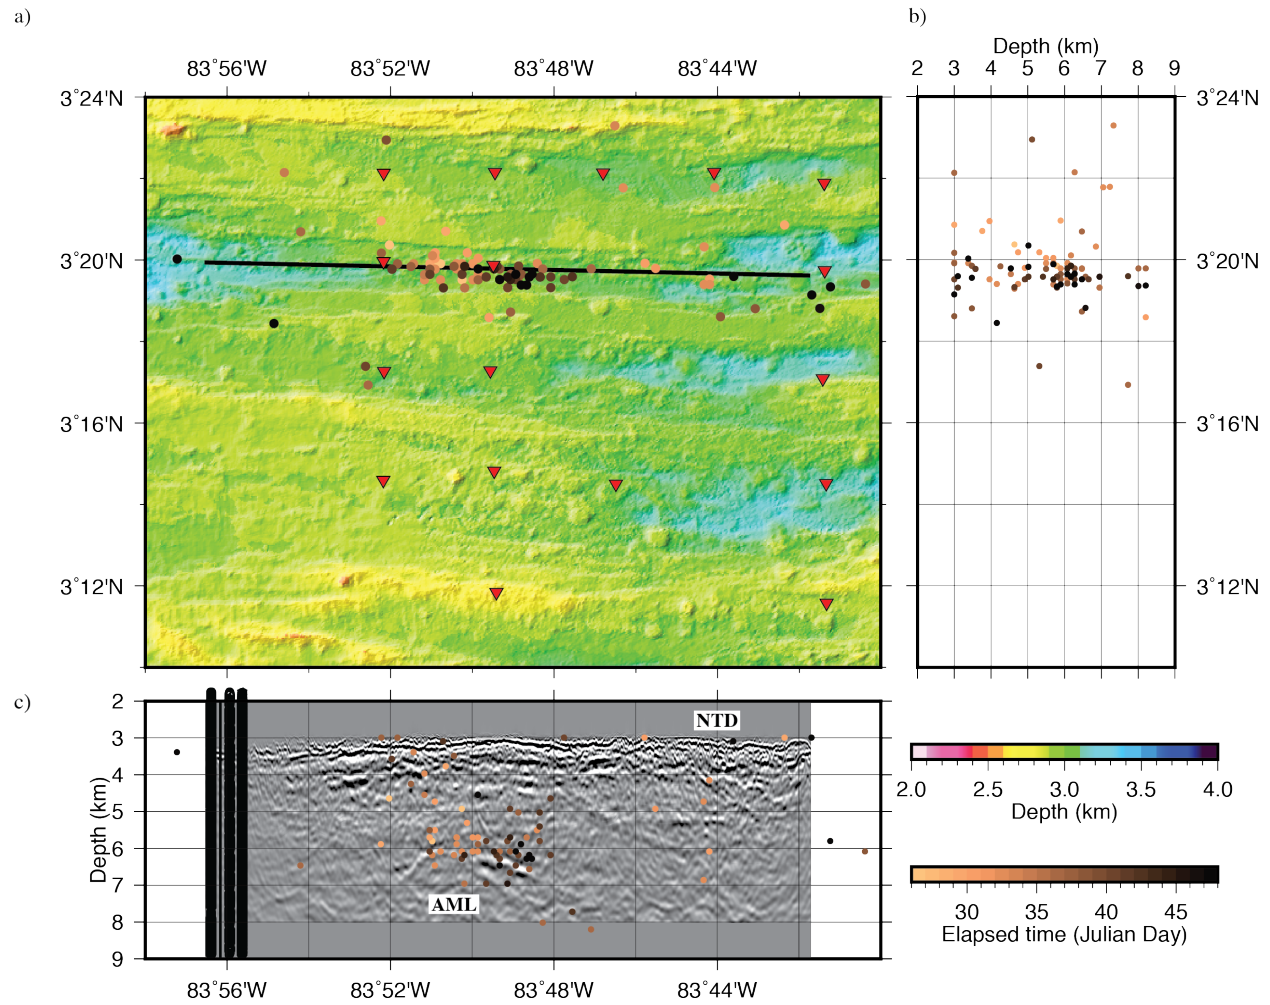 a)
b)
Depth (km)
83°56'W 83°52'W 83°48'W 83°44'W
2 3 4 5 6 7 8 9
3°24'N
3°24'N
3°20'N
3°20'N
3°16'N
3°16'N
3°12'N
3°12'N
c)
2
3
4
5
6
7
8
9
Depth (km)
NTD
AML
83°56'W 83°52'W 83°48'W 83°44'W
2.0 2.5 3.0 3.5 4.0
Depth (km)
30 35 40 45
Elapsed time (Julian Day)